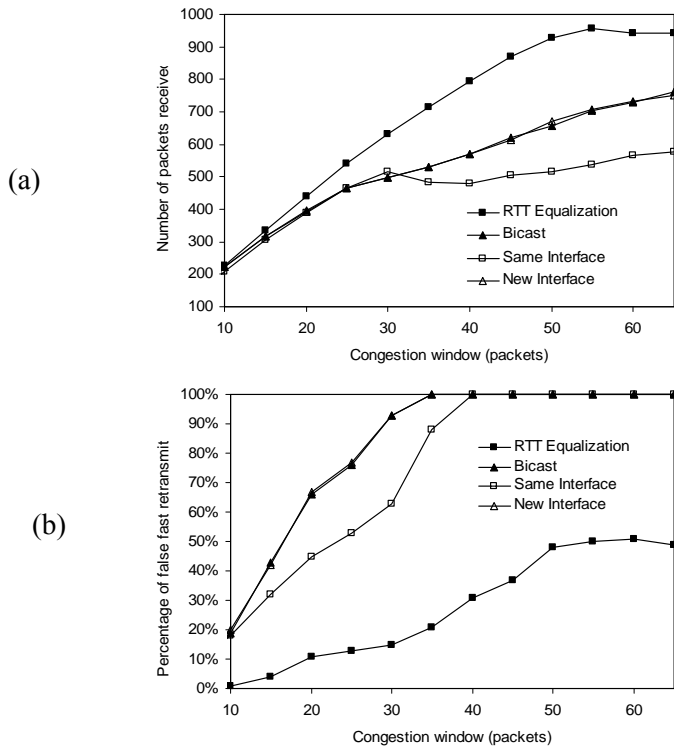 (a)
Number of packets received
1000
900
800
700
600
500
400
300
200
100
10
20
30
40
50
60
RTT Equalization
Bicast
Same Interface
New Interface
Congestion window (packets)
(b)
Percentage of false fast retransmit
100%
90%
80%
70%
60%
50%
40%
30%
20%
10%
0%
10
20
30
40
50
60
RTT Equalization
Bicast
Same Interface
New Interface
Congestion window (packets)